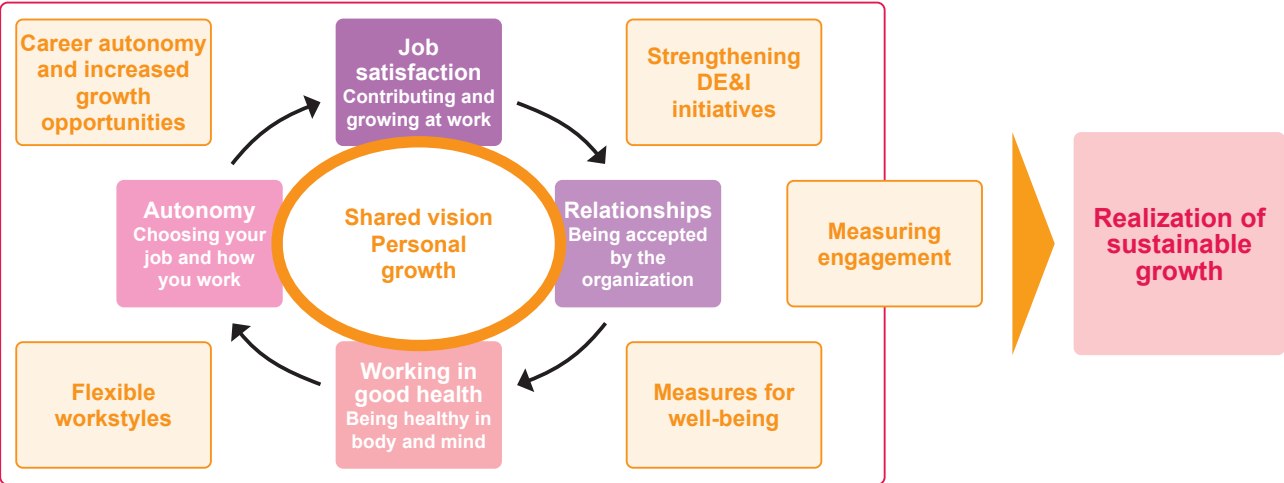 Career autonomy
and increased
growth
opportunities
Job
satisfaction
Contributing and
growing at work
Strengthening
DE&I
initiatives
Autonomy
Choosing your
job and how
you work
Shared vision
Personal
growth
Relationships
Being accepted
by the
organization
Measuring
engagement
Realization of
sustainable
growth
Flexible
workstyles
Working in
good health
Being healthy in
body and mind
Measures for
well-being